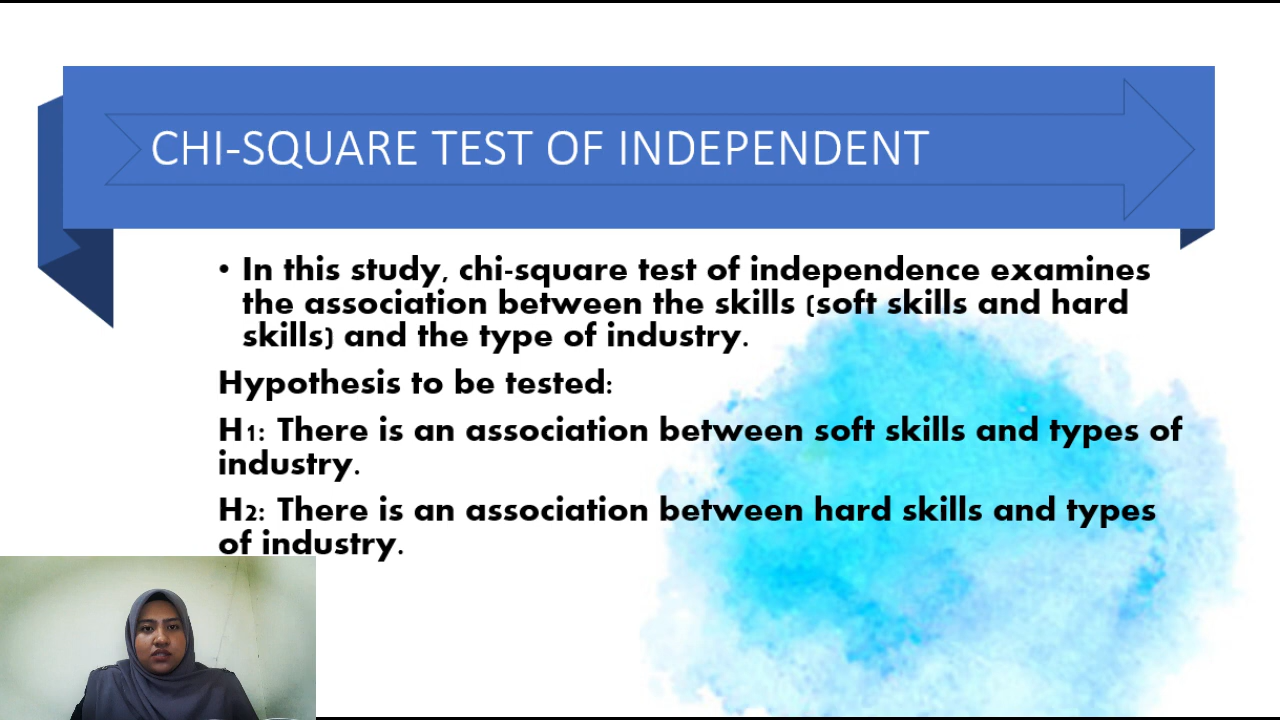 CHI-SQUARE TEST OF INDEPENDENT
• In this study, chi-square test of independence examines
the association between the skills (soft skills and hard
skills) and the type of industry.
Hypothesis to be tested:
H1: There is an association between soft skills and types of
industry.
H2: There is an association between hard skills and types
of industry.